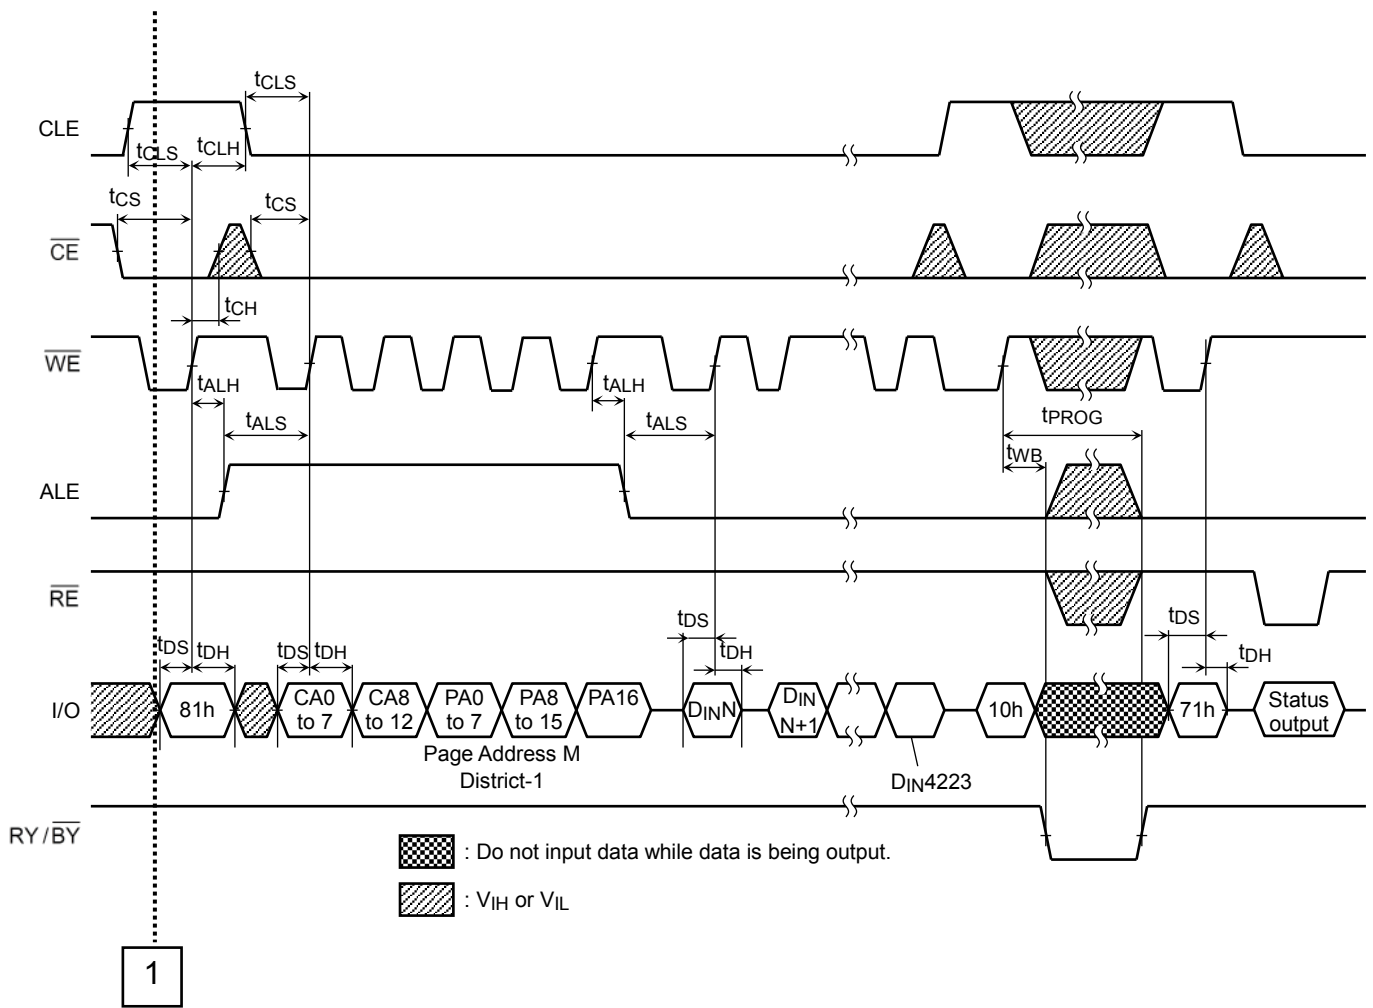 tCLS
CLE
tCLS tCLH
tCS tCS
CE
tCH
WE
tALH tALH
tALS tALS tPROG
tWB
ALE
RE
tDS tDH tDS tDH tDS tDH tDS tDH
I/O 81h CA0 to 7 CA8 to 12 PA0 to 7 PA8 to 15 PA16 DINN DIN N+1 10h 71h Status output
Page Address M
District-1
DIN4223
RY/BY
: Do not input data while data is being output.
: VIH or VIL
1